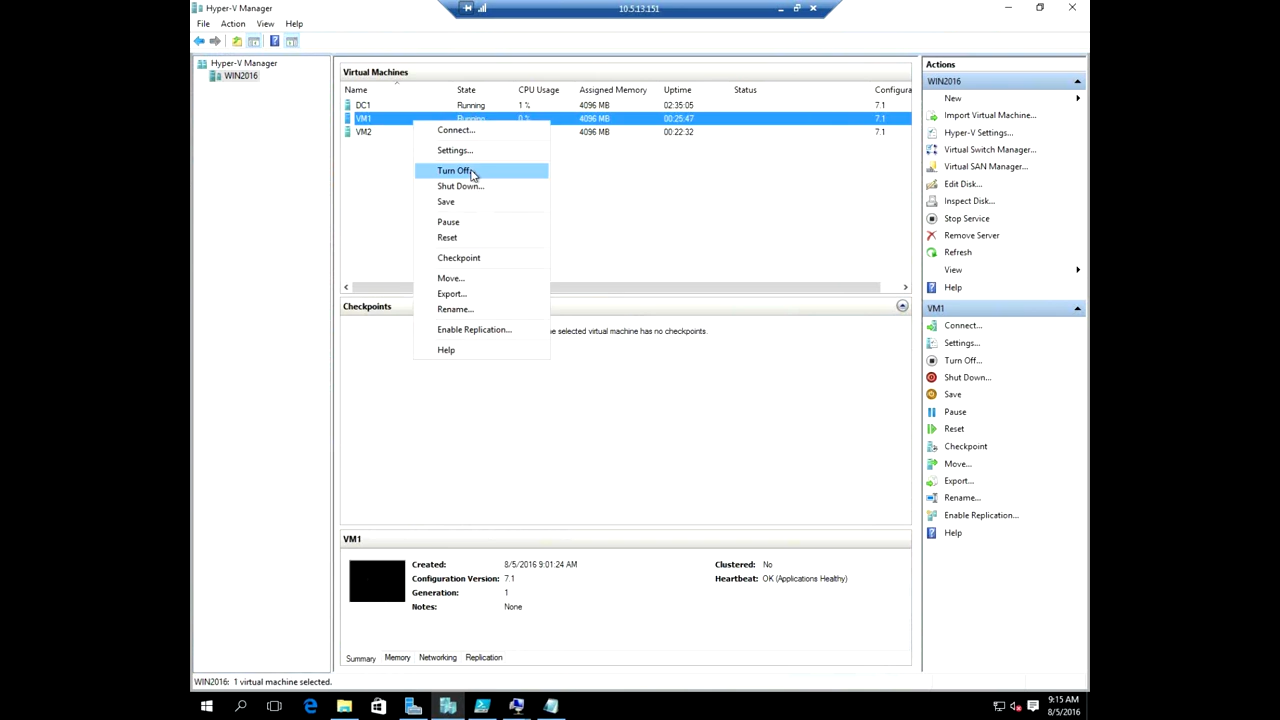 Hyper-V Manager
10.5.13.151
File Action View Help
Hyper-V Manager
WIN2016
Virtual Machines
Name State CPU Usage Assigned Memory Uptime Status Configura
DC1 Running 1 % 4096 MB 02:35:05 7.1
VM1 Running 0 % 4096 MB 00:25:47 7.1
VM2 4096 MB 00:22:32 7.1
Connect...
Settings...
Turn Off...
Shut Down...
Save
Pause
Reset
Checkpoint
Move...
Export...
Rename...
Enable Replication...
Help
Checkpoints
he selected virtual machine has no checkpoints.
VM1
Created: 8/5/2016 9:01:24 AM Clustered: No
Configuration Version: 7.1 Heartbeat: OK (Applications Healthy)
Generation: 1
Notes: None
Summary Memory Networking Replication
Actions
WIN2016
New
Import Virtual Machine...
Hyper-V Settings...
Virtual Switch Manager...
Virtual SAN Manager...
Edit Disk...
Inspect Disk...
Stop Service
Remove Server
Refresh
View
Help
VM1
Connect...
Settings...
Turn Off...
Shut Down...
Save
Pause
Reset
Checkpoint
Move...
Export...
Rename...
Enable Replication...
Help
WIN2016: 1 virtual machine selected.
9:15 AM
8/5/2016